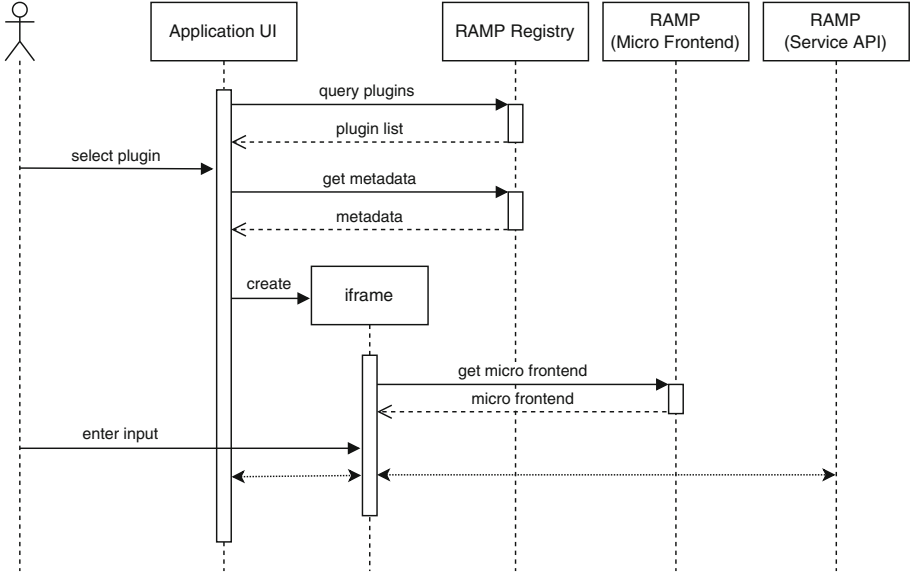 Application UI
RAMP Registry
RAMP
(Micro Frontend)
RAMP
(Service API)
query plugins
plugin list
select plugin
get metadata
metadata
create
iframe
get micro frontend
micro frontend
enter input